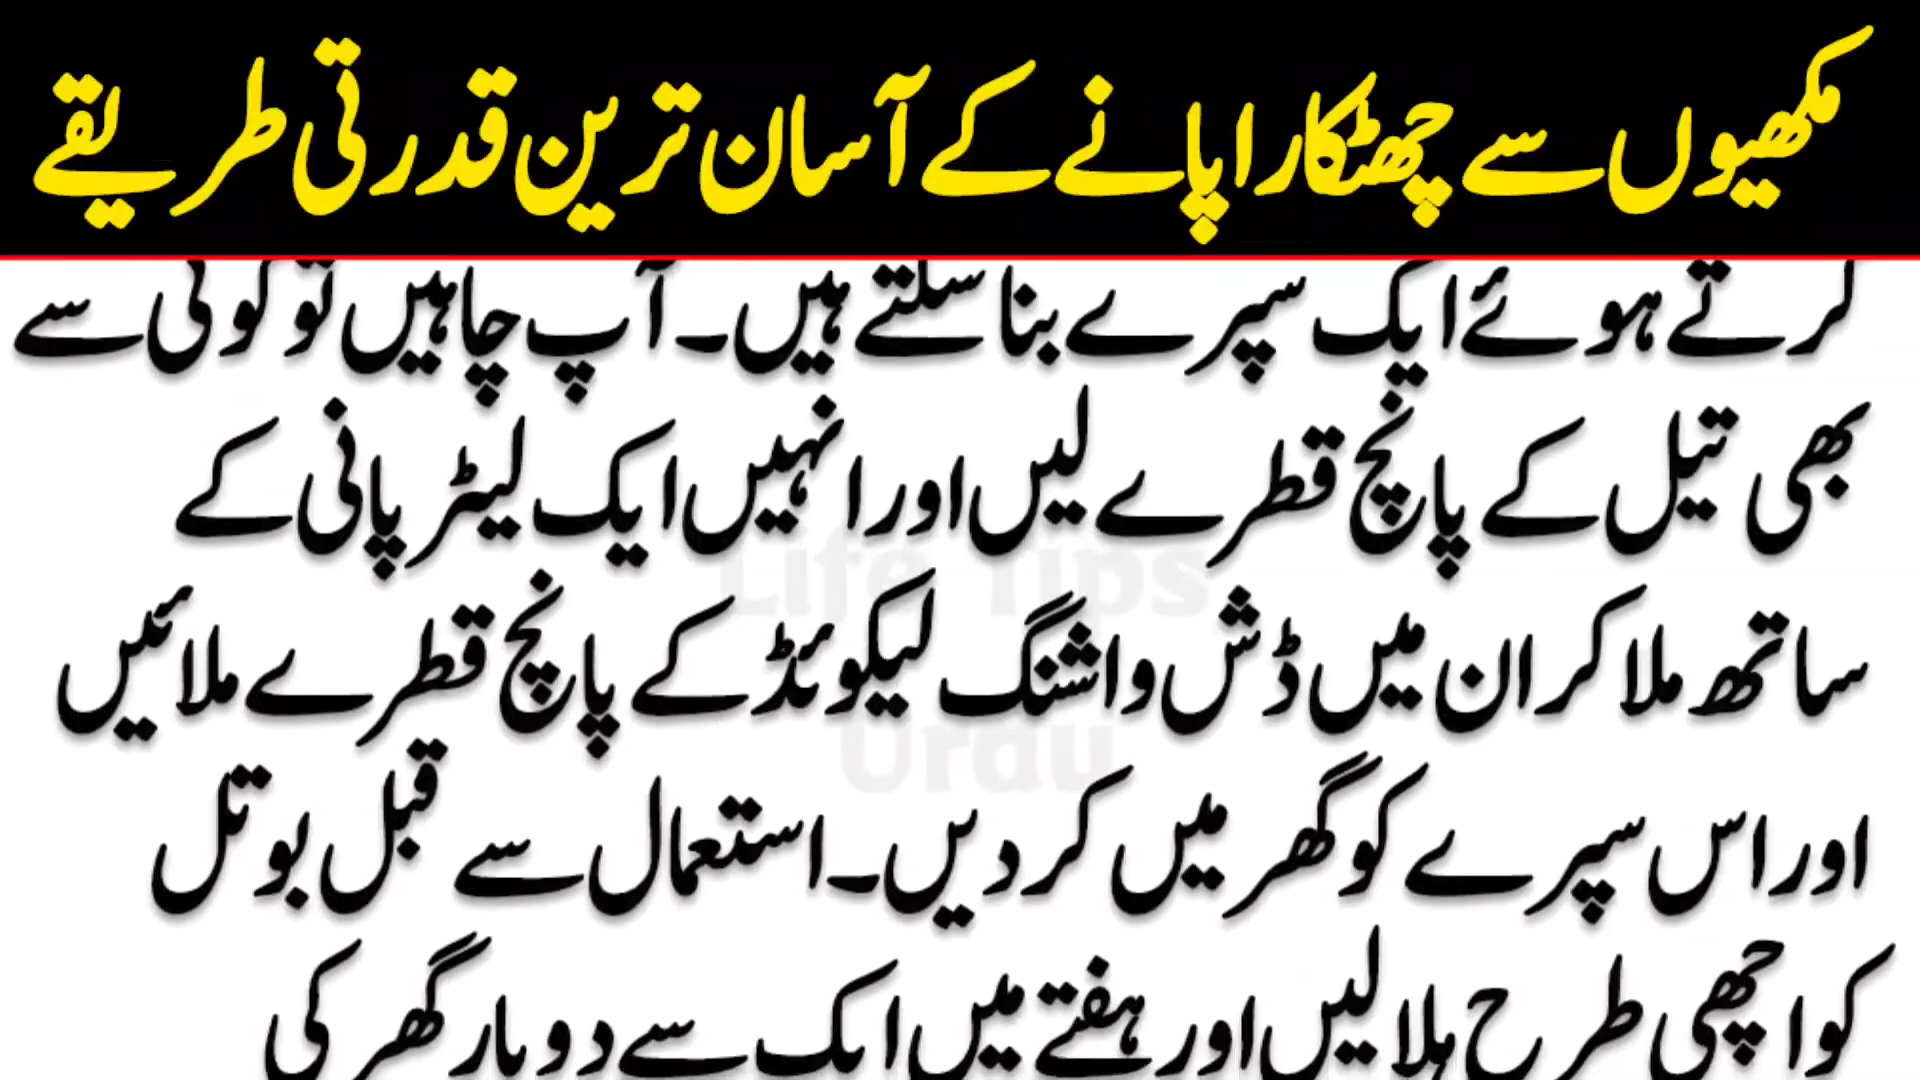 مکھیوں سے چھٹکارا پانے کے آسان ترین قدرتی طریقے
کرتے ہوئے ایک سپرے بنا سکتے ہیں۔ آپ چاہیں تو کوئی سے
بھی تیل کے پانچ قطرے لیں اور انہیں ایک لیٹر پانی کے
ساتھ ملا کر ان میں ڈش واشنگ لیکوئڈ کے پانچ قطرے ملائیں
اور اس سپرے کو گھر میں کر دیں۔ استعمال سے قبل بوتل
کو اچھی طرح ہلا لیں اور ہفتے میں ایک سے دو بار گھر کی
Life Tips
Urdu